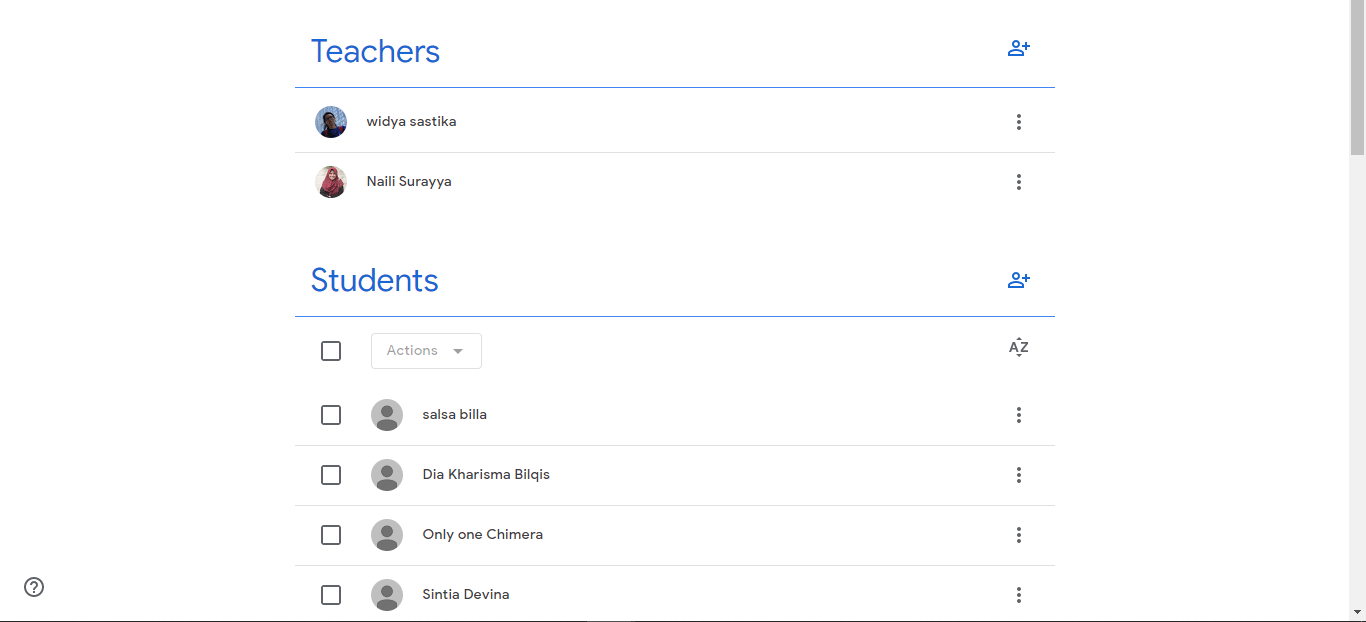 Teachers
widya sastika
Naili Surayya
Students
Actions
AZ
salsa billa
Dia Kharisma Bilqis
Only one Chimera
Sintia Devina